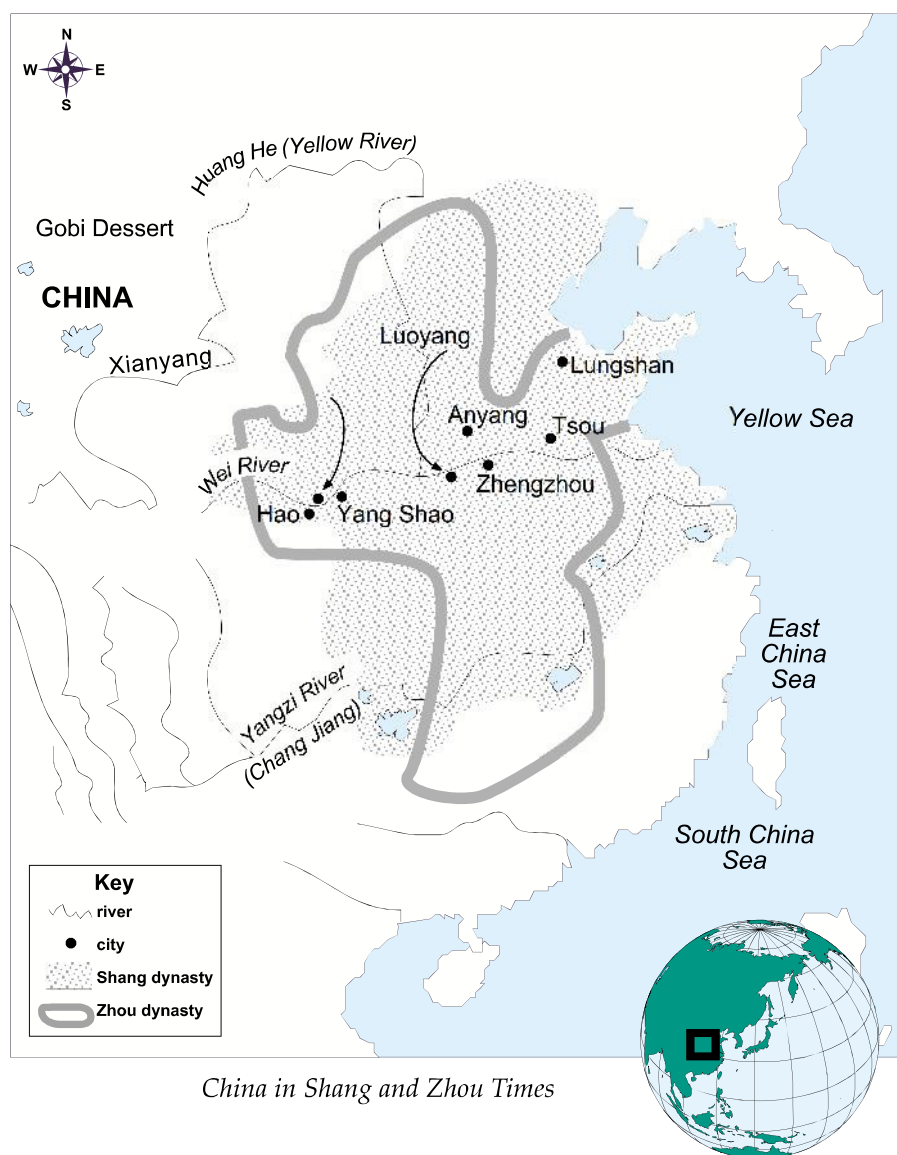 N
W E
S
Huang He (Yellow River)
Gobi Dessert
CHINA
Xianyang
Luoyang
Lungshan
Anyang
Tsou
Yellow Sea
Wei River
Zhengzhou
Hao
Yang Shao
East
China
Sea
Yangzi River
(Chang Jiang)
South China
Sea
Key
river
city
Shang dynasty
Zhou dynasty
China in Shang and Zhou Times